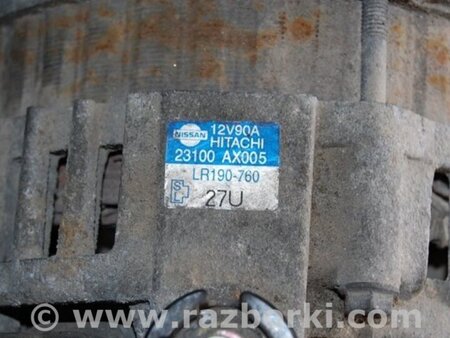 NISSAN
12V90A
HITACHI
23100 AX005
LR190-760
S
L
27U
© - www.razborki.com